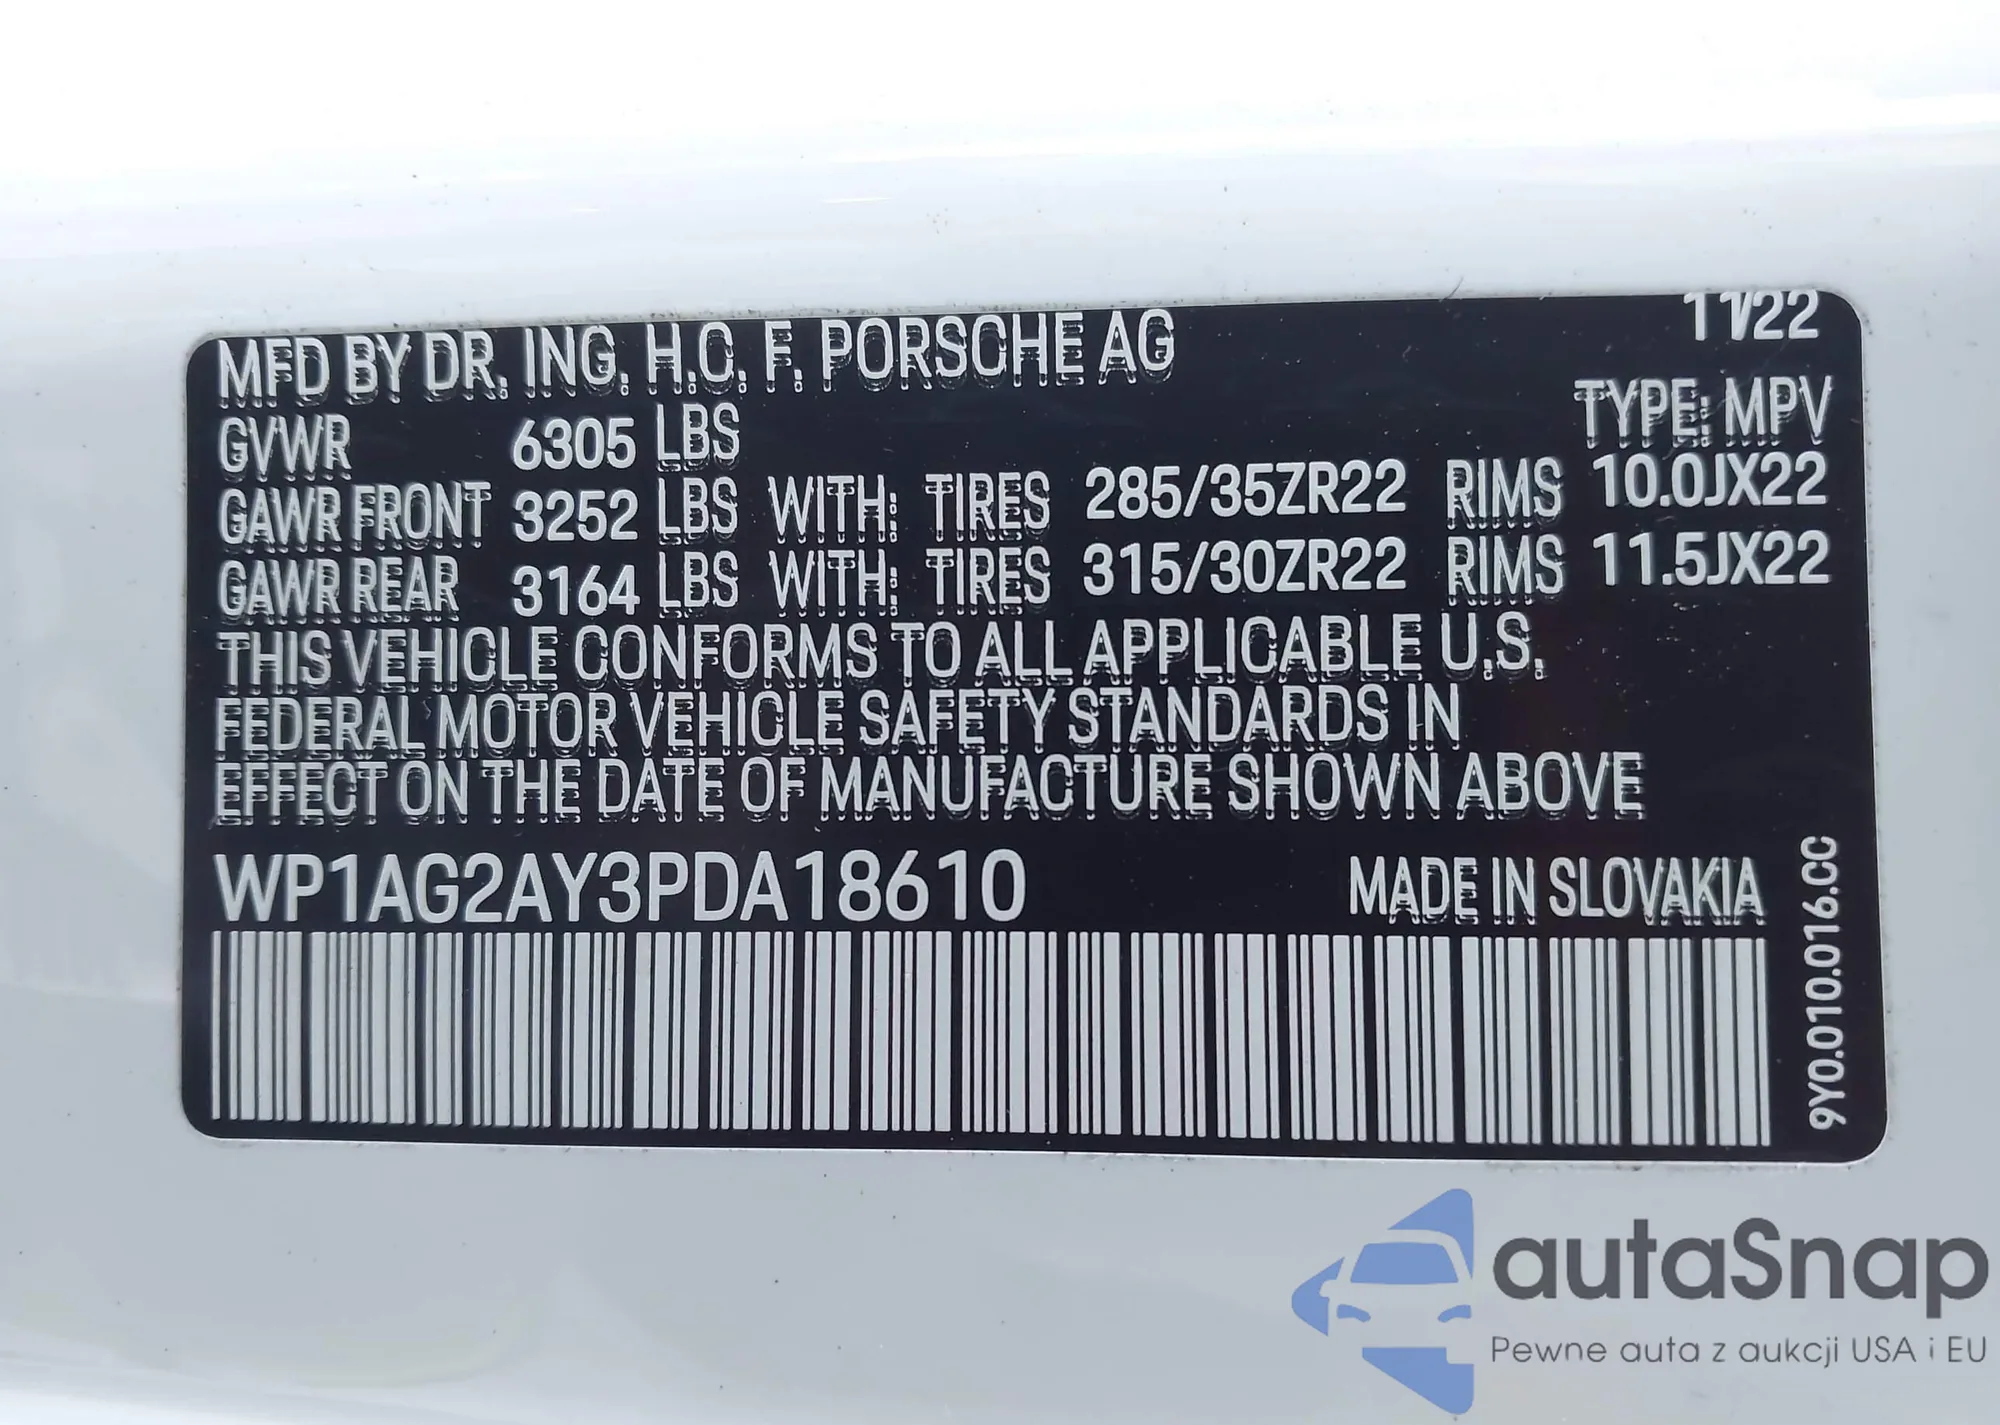 MFD BY DR. ING. H.C. F. PORSCHE AG 11/22
TYPE: MPV
GVWR 6305 LBS
GAWR FRONT 3252 LBS WITH: TIRES 285/35ZR22 RIMS 10.0JX22
GAWR REAR 3164 LBS WITH: TIRES 315/30ZR22 RIMS 11.5JX22
THIS VEHICLE CONFORMS TO ALL APPLICABLE U.S.
FEDERAL MOTOR VEHICLE SAFETY STANDARDS IN
EFFECT ON THE DATE OF MANUFACTURE SHOWN ABOVE
WP1AG2AY3PDA18610 MADE IN SLOVAKIA
9Y0.010.016.CC
autaSnap
Pewne auta z aukcji USA i EU